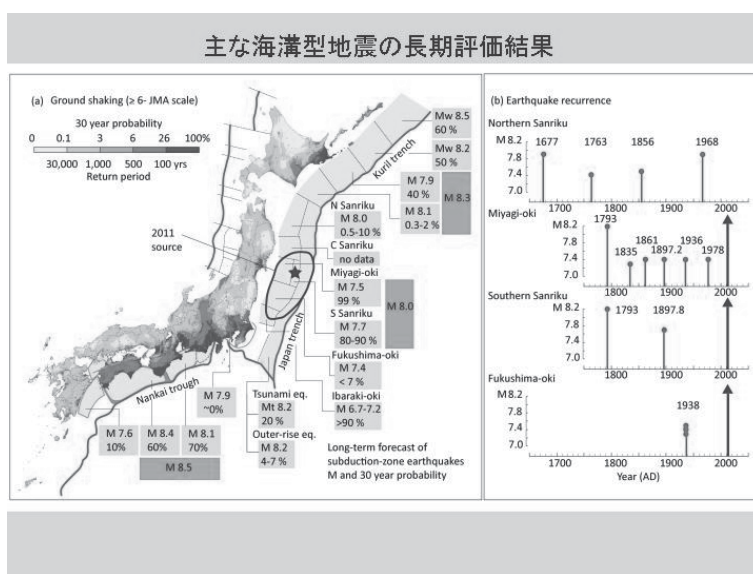 主な海溝型地震の長期評価結果
(a) Ground shaking (≥ 6- JMA scale)
30 year probability
0 0.1 3 6 26 100%
30,000 1,000 500 100 yrs
Return period
Mw 8.5
60 %
Mw 8.2
50 %
Kuril trench
M 7.9
40 %
M 8.1
0.3-2 %
M 8.3
N Sanriku
M 8.0
0.5-10 %
2011
source
C Sanriku
no data
Miyagi-oki
M 7.5
99 %
S Sanriku
M 7.7
80-90 %
M 8.0
Japan trench
Fukushima-oki
M 7.4
< 7 %
Ibaraki-oki
M 6.7-7.2
>90 %
Nankai trough
M 7.9
~0%
M 7.6
10%
M 8.4
60%
M 8.1
70%
M 8.5
Tsunami eq.
Mt 8.2
20 %
Outer-rise eq.
M 8.2
4-7 %
Long-term forecast of
subduction-zone earthquakes
M and 30 year probability
(b) Earthquake recurrence
Northern Sanriku
M 8.2
7.8
7.4
7.0
1677 1763 1856 1968
1700 1800 1900 2000
Miyagi-oki
M8.2
7.8
7.4
7.0
1793
1835
1861
1897.2
1936
1978
1700 1800 1900 2000
Southern Sanriku
M 8.2
7.8
7.4
7.0
1793 1897.8
1700 1800 1900 2000
Fukushima-oki
M8.2
7.8
7.4
7.0
1938
1700 1800 1900 2000
Year (AD)